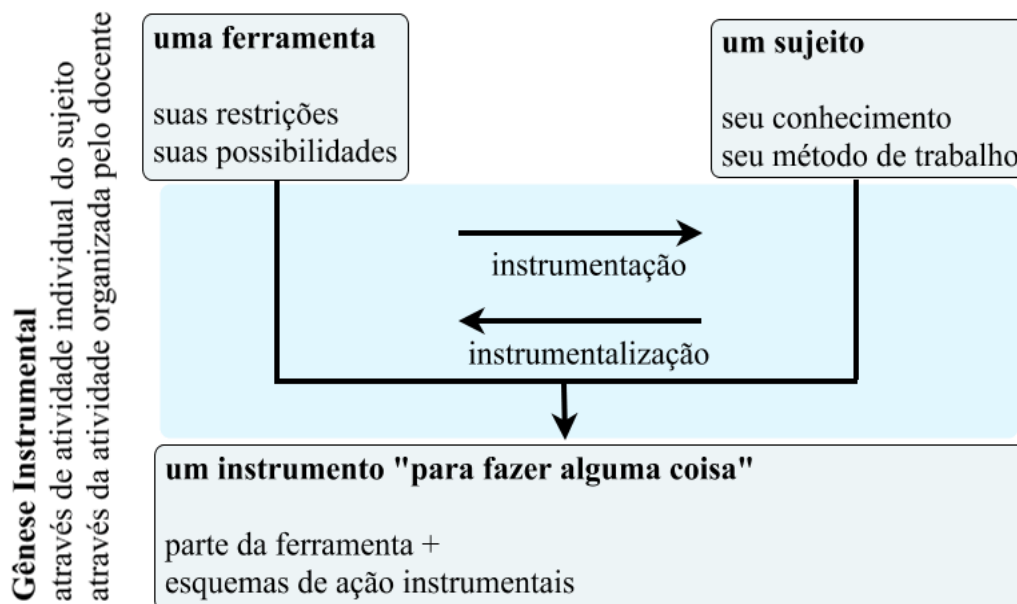 Gênese Instrumental
através de atividade individual do sujeito
através da atividade organizada pelo docente
uma ferramenta
suas restrições
suas possibilidades
um sujeito
seu conhecimento
seu método de trabalho
instrumentação
instrumentalização
um instrumento "para fazer alguma coisa"
parte da ferramenta +
esquemas de ação instrumentais